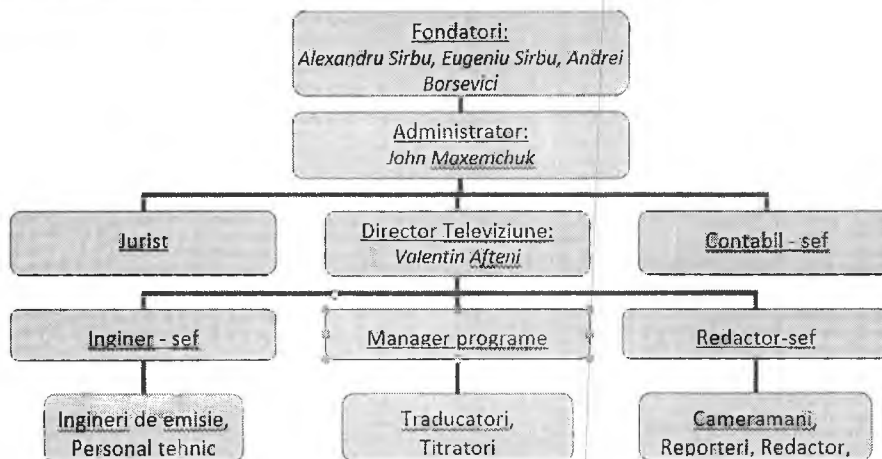 Fondatori:
Alexandru Sirbu, Eugeniu Sirbu, Andrei
Borsevici
Administrator:
John Maxemchuk
Jurist
Director Televiziune:
Valentin Afteni
Contabil - sef
Inginer - sef
Manager programe
Redactor-sef
Ingineri de emisie,
Personal tehnic
Traducatori,
Titratori
Cameramani,
Reporteri, Redactor,